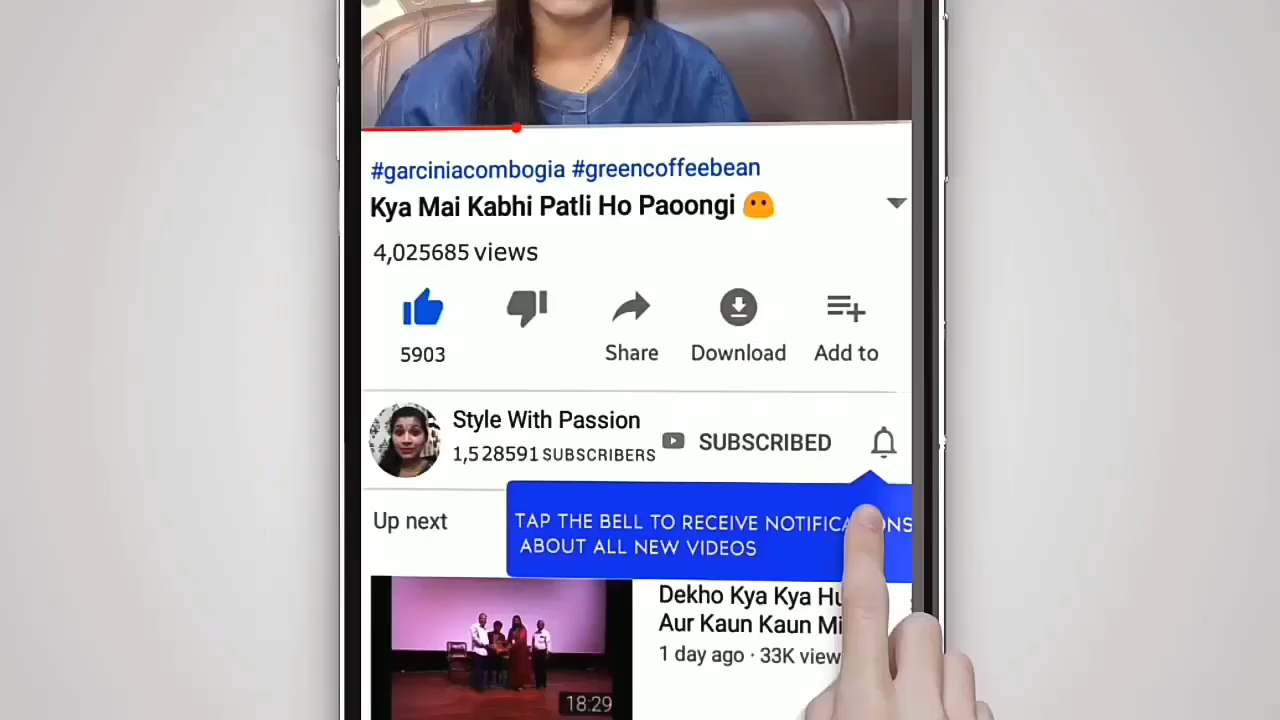 #garciniacombogia #greencoffeebean
Kya Mai Kabhi Patli Ho Paoongi
4,025685 views
5903
Share
Download
Add to
Style With Passion
1,528591 SUBSCRIBERS
SUBSCRIBED
TAP THE BELL TO RECEIVE NOTIFICATIONS
ABOUT ALL NEW VIDEOS
Up next
Dekho Kya Kya
Aur Kaun Kaun
1 day ago · 33K
18:29